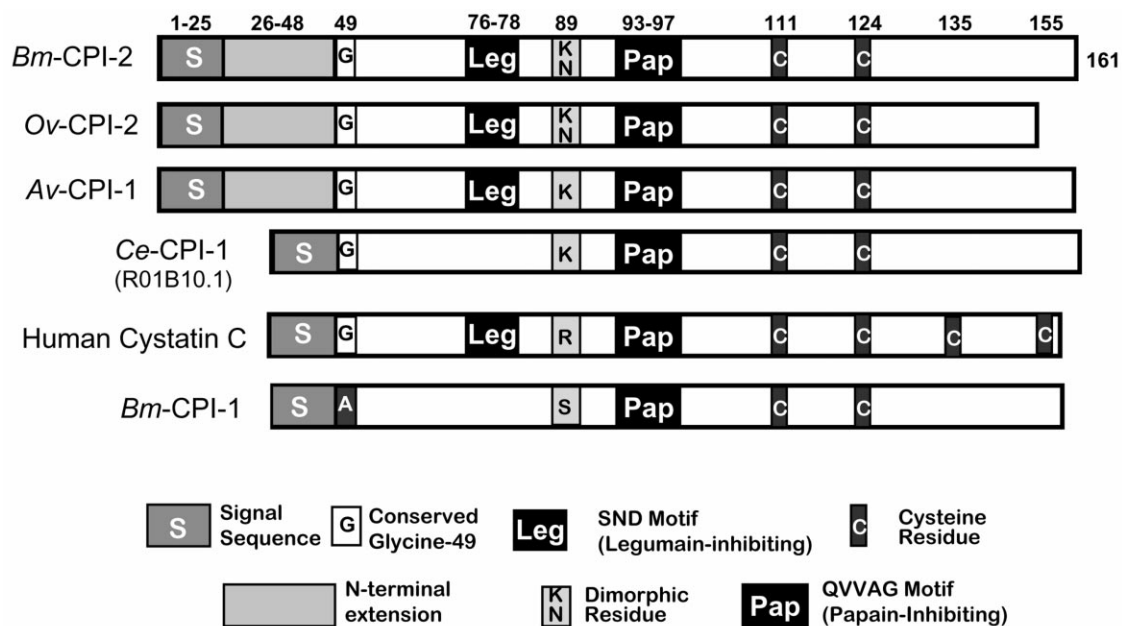 1-25 26-48 49 76-78 89 93-97 111 124 135 155
Bm-CPI-2 S G Leg K N Pap C C 161
Ov-CPI-2 S G Leg K N Pap C C
Av-CPI-1 S G Leg K Pap C C
Ce-CPI-1 S G K Pap C C
(R01B10.1)
Human Cystatin C S G Leg R Pap C C C C
Bm-CPI-1 S A S Pap C C
S Signal
Sequence
G Conserved
Glycine-49
Leg SND Motif
(Legumain-inhibiting)
C Cysteine
Residue
N-terminal
extension
K N Dimorphic
Residue
Pap QVVAG Motif
(Papain-Inhibiting)